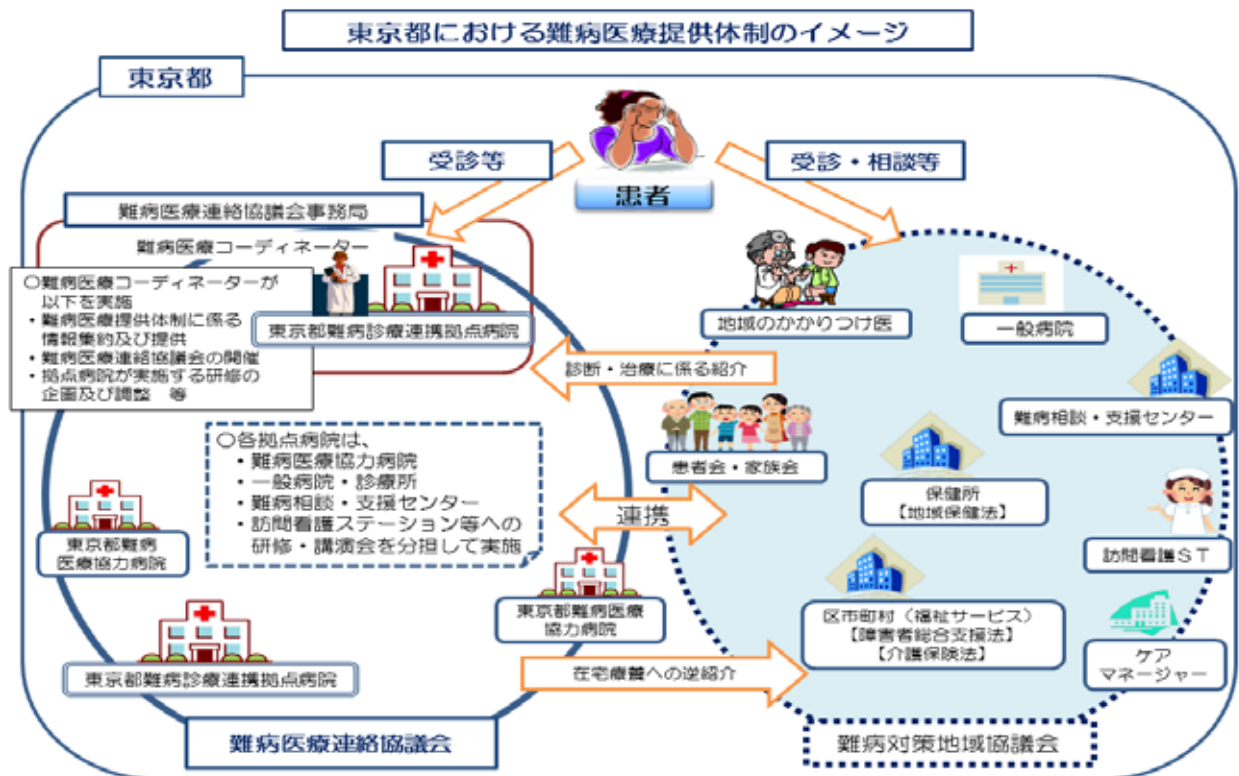 東京都における難病医療提供体制のイメージ
東京都
受診等
受診・相談等
患者
難病医療連絡協議会事務局
難病医療コーディネーター
○難病医療コーディネーターが
以下を実施
・難病医療提供体制に係る
情報集約及び提供
・難病医療連絡協議会の開催
・拠点病院が実施する研修の
企画及び調整 等
東京都難病診療連携拠点病院
地域のかかりつけ医
一般病院
診断・治療に係る紹介
難病相談・支援センター
○各拠点病院は、
・難病医療協力病院
・一般病院・診療所
・難病相談・支援センター
・訪問看護ステーション等への
研修・講演会を分担して実施
患者会・家族会
保健所
【地域保健法】
連携
東京都難病
医療協力病院
訪問看護ST
東京都難病医療
協力病院
区市町村（福祉サービス）
【障害者総合支援法】
【介護保険法】
東京都難病診療連携拠点病院
在宅療養への逆紹介
ケア
マネージャー
難病医療連絡協議会
難病対策地域協議会